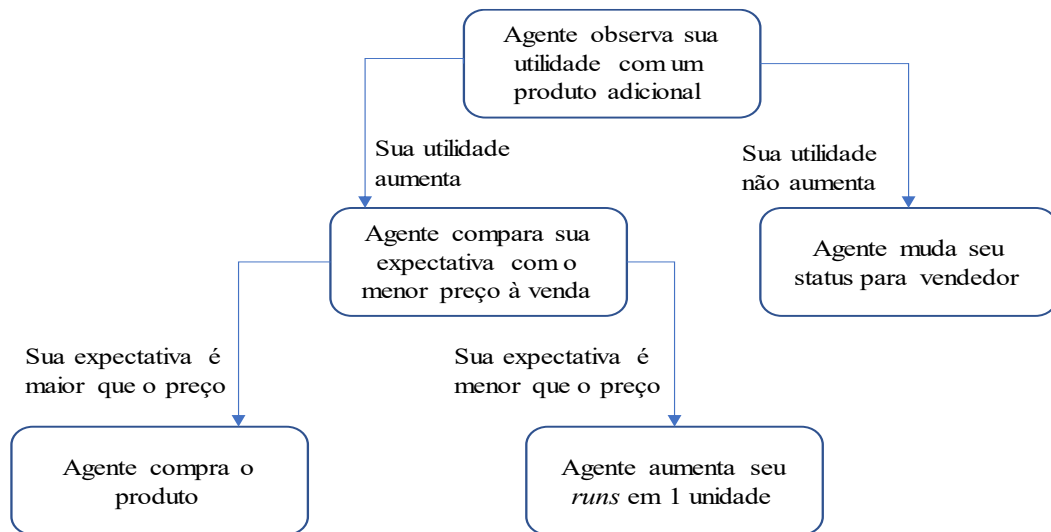 Agente observa sua
utilidade com um
produto adicional
Sua utilidade
aumenta
Sua utilidade
não aumenta
Agente compara sua
expectativa com o
menor preço à venda
Agente muda seu
status para vendedor
Sua expectativa é
maior que o preço
Sua expectativa é
menor que o preço
Agente compra o
produto
Agente aumenta seu
runs em 1 unidade